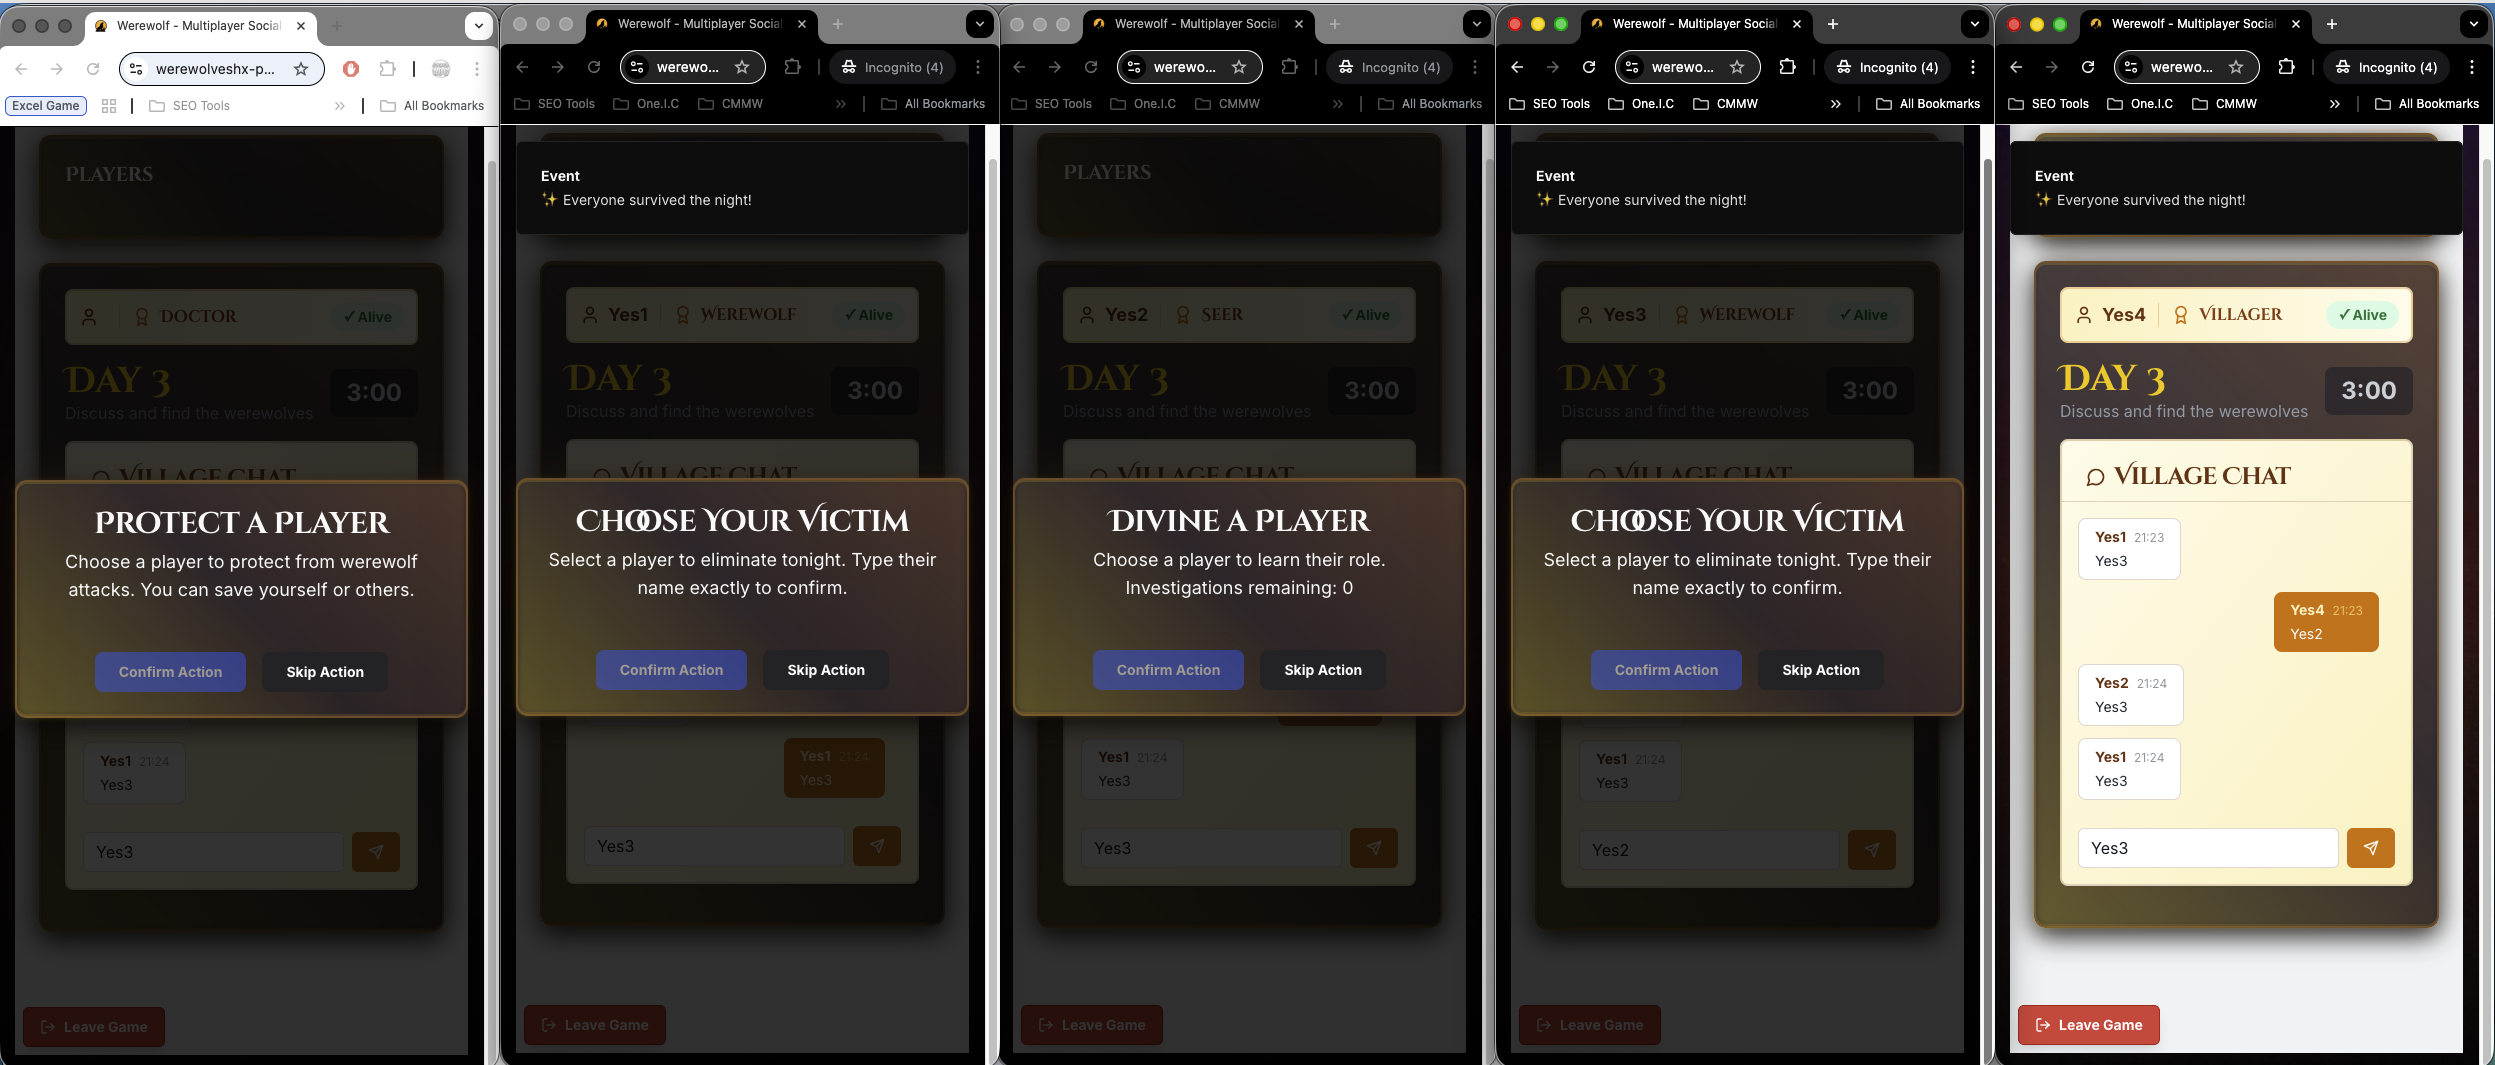 Werewolf - Multiplayer Social
werewolveshx-p...
Excel Game
SEO Tools
All Bookmarks
Players
Doctor
✓Alive
Day 3
3:00
Discuss and find the werewolves
Village Chat
Protect a Player
Choose a player to protect from werewolf
attacks. You can save yourself or others.
Confirm Action
Skip Action
Yes1 21:24
Yes3
Yes3
Leave Game
Werewolf - Multiplayer Social
werewo...
Incognito (4)
SEO Tools
One.I.C
CMMW
All Bookmarks
Event
✨ Everyone survived the night!
Yes1
Werewolf
✓Alive
Day 3
3:00
Discuss and find the werewolves
Village Chat
Choose Your Victim
Select a player to eliminate tonight. Type their
name exactly to confirm.
Confirm Action
Skip Action
Yes1 21:24
Yes3
Yes3
Leave Game
Werewolf - Multiplayer Social
werewo...
Incognito (4)
SEO Tools
One.I.C
CMMW
All Bookmarks
Players
Yes2
Seer
✓Alive
Day 3
3:00
Discuss and find the werewolves
Village Chat
Divine a Player
Choose a player to learn their role.
Investigations remaining: 0
Confirm Action
Skip Action
Yes1 21:24
Yes3
Yes3
Leave Game
Werewolf - Multiplayer Social
werewo...
Incognito (4)
SEO Tools
One.I.C
CMMW
All Bookmarks
Event
✨ Everyone survived the night!
Yes3
Werewolf
✓Alive
Day 3
3:00
Discuss and find the werewolves
Village Chat
Choose Your Victim
Select a player to eliminate tonight. Type their
name exactly to confirm.
Confirm Action
Skip Action
Yes1 21:24
Yes3
Yes2
Leave Game
Werewolf - Multiplayer Social
werewo...
Incognito (4)
SEO Tools
One.I.C
CMMW
All Bookmarks
Event
✨ Everyone survived the night!
Yes4
Villager
✓Alive
Day 3
3:00
Discuss and find the werewolves
Village Chat
Yes1 21:23
Yes3
Yes4 21:23
Yes2
Yes2 21:24
Yes3
Yes1 21:24
Yes3
Yes3
Leave Game